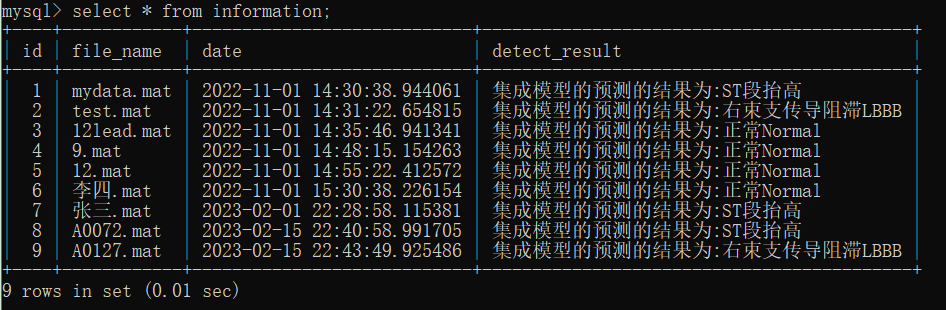 mysql> select * from information;
+----+------------+----------------------------+------------------------------------------+
| id | file_name | date | detect_result |
+----+------------+----------------------------+------------------------------------------+
| 1 | mydata.mat | 2022-11-01 14:30:38.944061 | 集成模型的预测的结果为:ST段抬高 |
| 2 | test.mat | 2022-11-01 14:31:22.654815 | 集成模型的预测的结果为:右束支传导阻滞LBBB |
| 3 | 12lead.mat | 2022-11-01 14:35:46.941341 | 集成模型的预测的结果为:正常Normal |
| 4 | 9.mat | 2022-11-01 14:48:15.154263 | 集成模型的预测的结果为:正常Normal |
| 5 | 12.mat | 2022-11-01 14:55:22.412572 | 集成模型的预测的结果为:正常Normal |
| 6 | 李四.mat | 2022-11-01 15:30:38.226154 | 集成模型的预测的结果为:正常Normal |
| 7 | 张三.mat | 2023-02-01 22:28:58.115381 | 集成模型的预测的结果为:ST段抬高 |
| 8 | A0072.mat | 2023-02-15 22:40:58.991705 | 集成模型的预测的结果为:ST段抬高 |
| 9 | A0127.mat | 2023-02-15 22:43:49.925486 | 集成模型的预测的结果为:右束支传导阻滞LBBB |
+----+------------+----------------------------+------------------------------------------+
9 rows in set (0.01 sec)